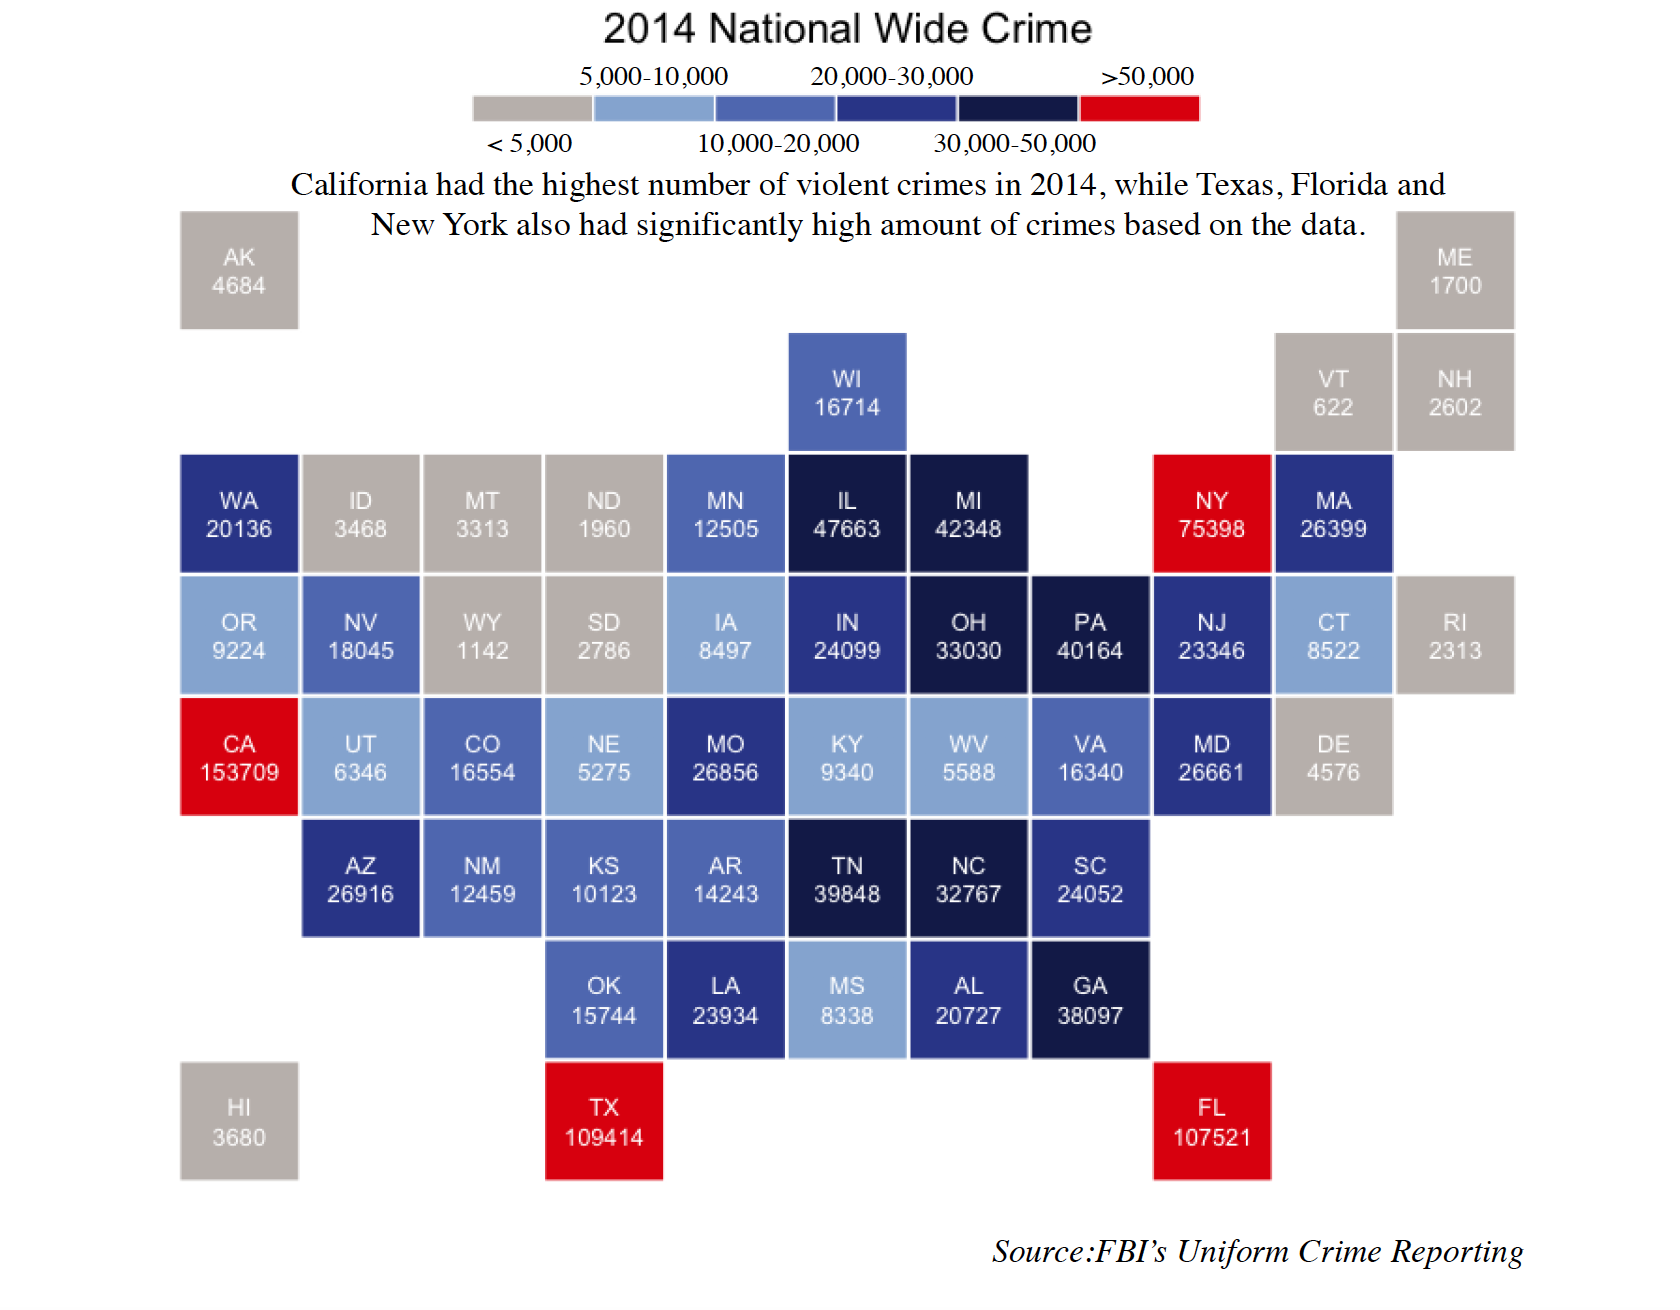 2014 National Wide Crime
5,000-10,000 20,000-30,000 >50,000
< 5,000 10,000-20,000 30,000-50,000
California had the highest number of violent crimes in 2014, while Texas, Florida and
New York also had significantly high amount of crimes based on the data.
AK ME
4684 1700
WI VT NH
16714 622 2602
WA ID MT ND MN IL MI NY MA
20136 3468 3313 1960 12505 47663 42348 75398 26399
OR NV WY SD IA IN OH PA NJ CT RI
9224 18045 1142 2786 8497 24099 33030 40164 23346 8522 2313
CA UT CO NE MO KY WV VA MD DE
153709 6346 16554 5275 26856 9340 5588 16340 26661 4576
AZ NM KS AR TN NC SC
26916 12459 10123 14243 39848 32767 24052
OK LA MS AL GA
15744 23934 8338 20727 38097
HI TX FL
3680 109414 107521
Source:FBI’s Uniform Crime Reporting